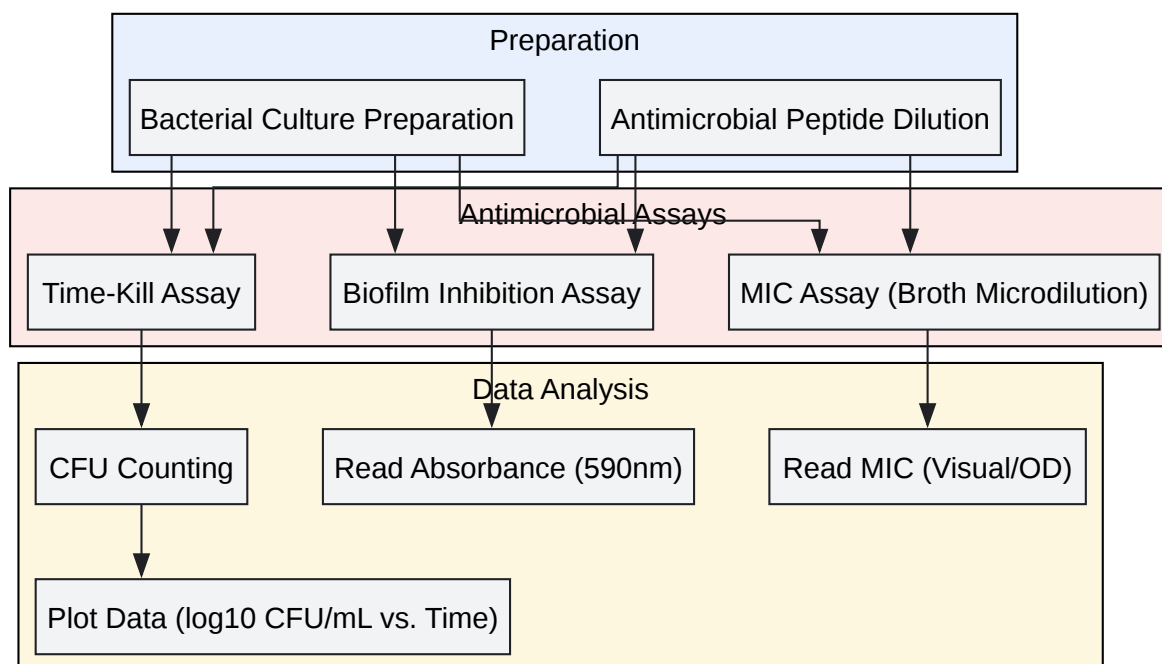 Preparation
Bacterial Culture Preparation
Antimicrobial Peptide Dilution
Antimicrobial Assays
Time-Kill Assay
Biofilm Inhibition Assay
MIC Assay (Broth Microdilution)
Data Analysis
CFU Counting
Read Absorbance (590nm)
Read MIC (Visual/OD)
Plot Data (log10 CFU/mL vs. Time)